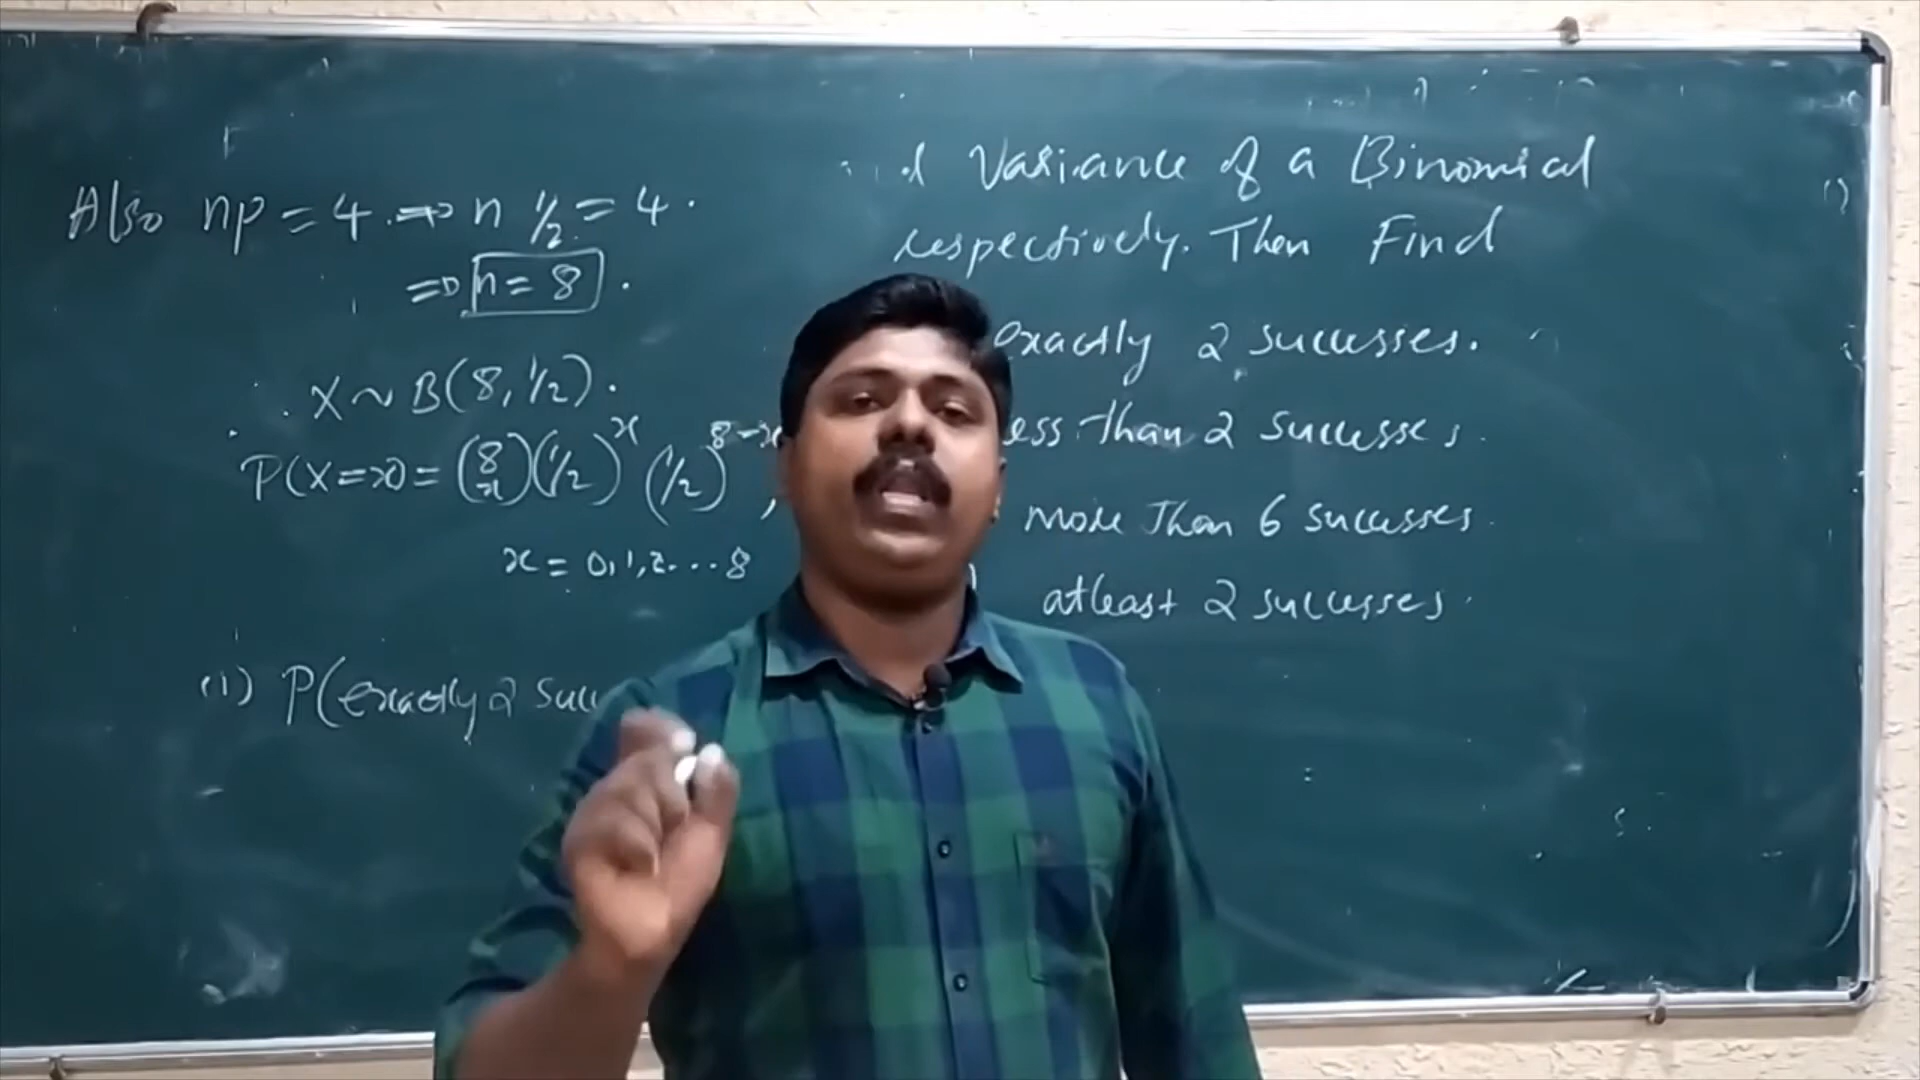 Also np = 4 ⇒ n 1/2 = 4.
⇒ n = 8.
X ~ B(8, 1/2).
P(X=x) = (8 x)(1/2)^x (1/2)^8-x,
x = 0,1,2...8
(1) P(exactly 2 succ
Variance of a Binomial
respectively. Then Find
exactly 2 successes.
ess than 2 successes.
more than 6 successes.
atleast 2 successes.